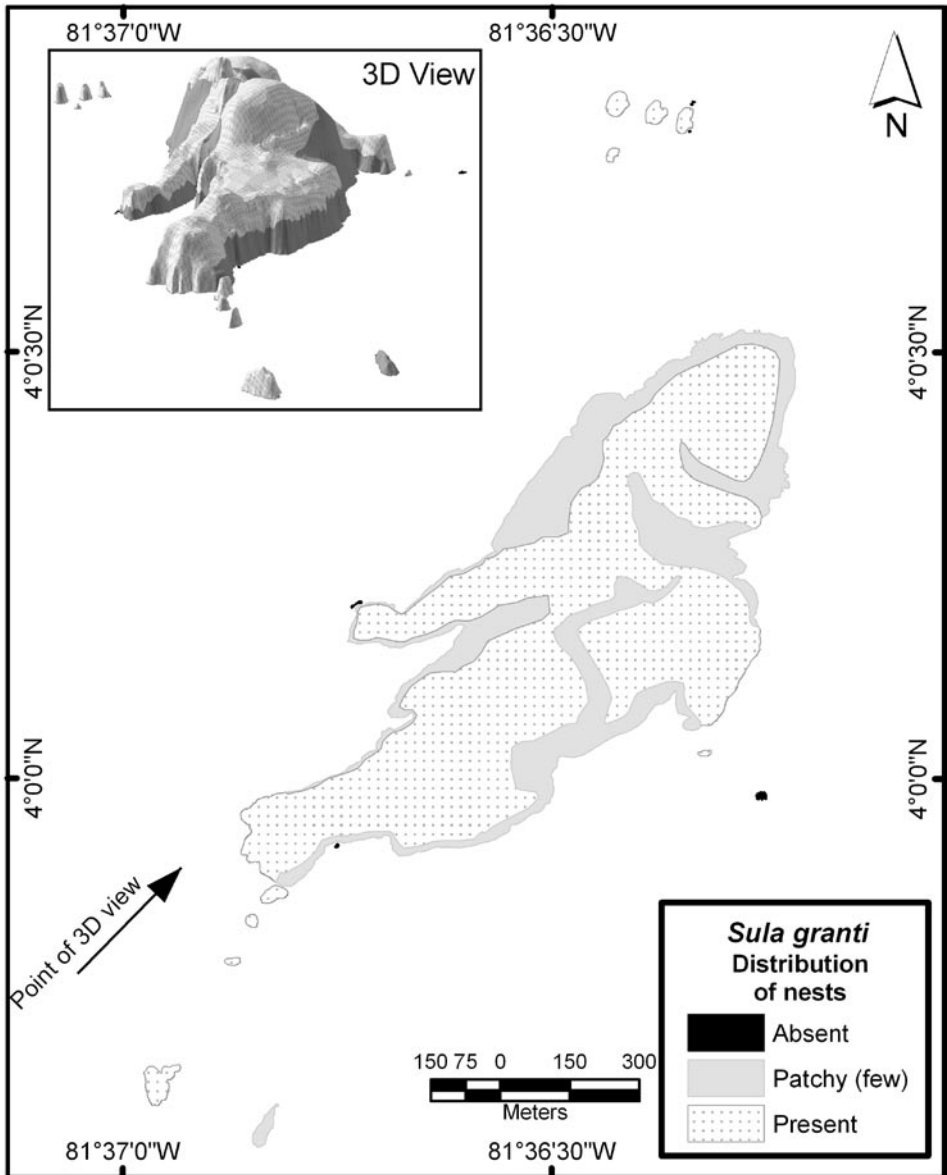 81°37'0"W
81°36'30"W
3D View
N
4°0'30"N
4°0'30"N
4°0'0"N
4°0'0"N
Point of 3D view
Sula granti
Distribution
of nests
Absent
Patchy (few)
Present
150 75 0 150 300
Meters
81°37'0"W
81°36'30"W